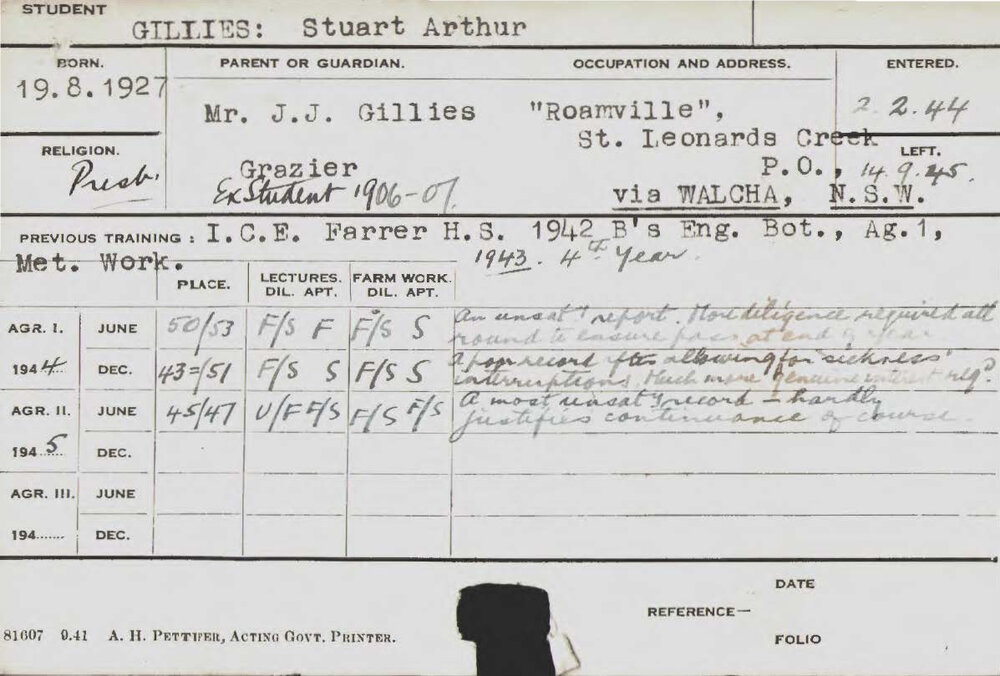 STUDENT
GILLIES: Stuart Arthur
BORN. PARENT OR GUARDIAN. OCCUPATION AND ADDRESS. ENTERED.
19.8.1927 Mr. J.J. Gillies "Roamville", 2.2.44
St. Leonards Creek
RELIGION. Presb. Grazier P.O., LEFT. 14.9.45.
Ex Student 1906-07. via WALCHA, N.S.W.
PREVIOUS TRAINING: I.C.E. Farrer H.S. 1942 B's Eng. Bot., Ag.1,
Met. Work. 1943. 4th Year.
PLACE. LECTURES. DIL. APT. FARM WORK. DIL. APT.
AGR. I. JUNE 50/53 F/S F F/S S An unsaty report. More diligence required all
round to ensure pass at end of year
1944 DEC. 43=/51 F/S S F/S S A poor record after allowing for 'sickness'
interruptions. Much more genuine interest req?
AGR. II. JUNE 45/47 U/F F/S F/S F/S A most unsaty record - hardly
justifies continuance of course
1945 DEC.
AGR. III. JUNE
194....... DEC.
DATE
REFERENCE—
81607 9.41 A. H. PETTIFER, ACTING GOVT. PRINTER.
FOLIO